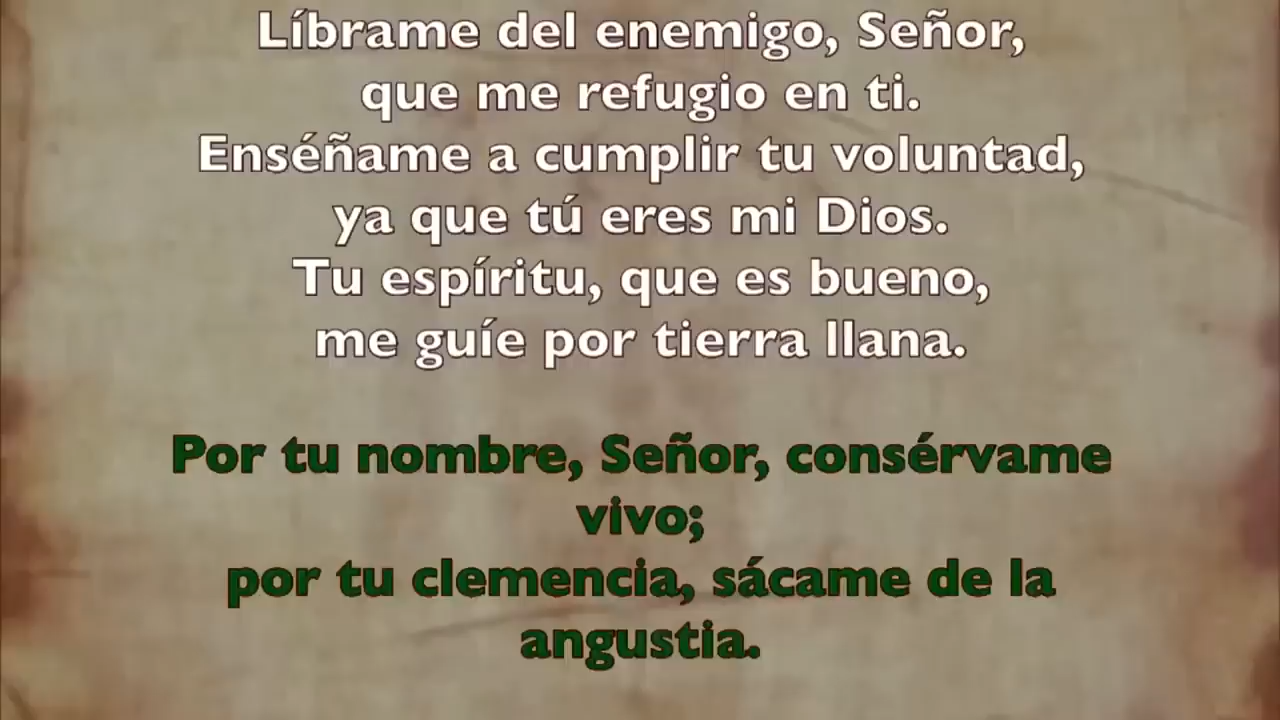 Líbrame del enemigo, Señor,
que me refugio en ti.
Enséñame a cumplir tu voluntad,
ya que tú eres mi Dios.
Tu espíritu, que es bueno,
me guíe por tierra llana.
Por tu nombre, Señor, consérvame
vivo;
por tu clemencia, sácame de la
angustia.